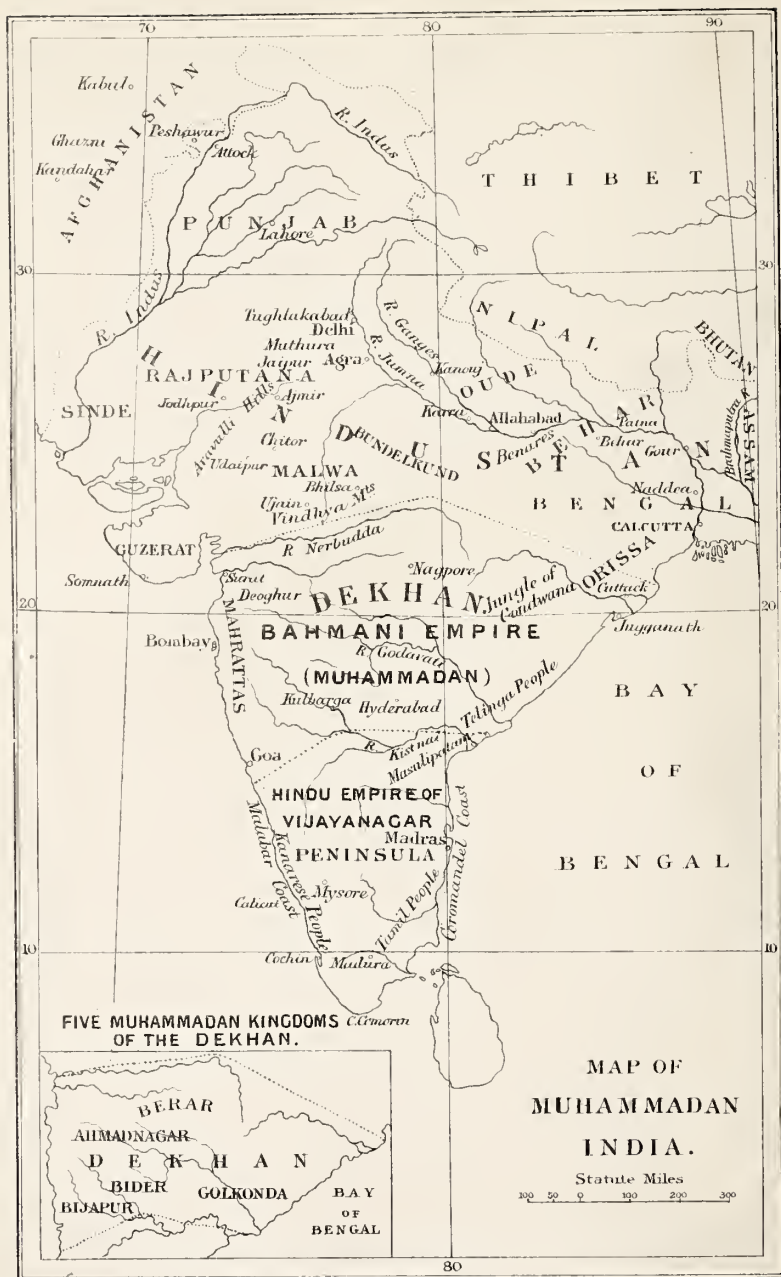 70
80
90
Kabul
AFGHANISTAN
Ghazni
Peshawur
Attock
Kandahar
R. Indus
THIBET
PUNJAB
Lahore
30
30
R. Indus
Tughlakabad
Delhi
Muthura
Jaipur
Agra
R. Ganges
R. Jumna
NIPAL
BHUTAN
HINDUSTAN
RAJPUTANA
Kanouj
OUDE
SINDE
Jodhpur
Ajmir
Aravulli Hills
Karra
Allahabad
BEHAR
Patna
Brahmaputra
ASSAM
Chitor
BUNDELKUND
Benares
Bihar
Gour
Udaipur
MALWA
Bhilsa
Ujain
Vindhya Mts
Naddea
BENGAL
CALCUTTA
GUZERAT
R Nerbudda
Somnath
Surat
Nagpore
Deoghur
DEKHAN
Jungle of
Gondwana
ORISSA
Cuttack
20
20
Jugganath
BAHMANI EMPIRE
Bombay
MAHRATTAS
R. Godavari
(MUHAMMADAN)
Kulbarga
Hyderabad
Telinga People
BAY
OF
BENGAL
Goa
R. Kistna
Masulipatam
HINDU EMPIRE OF
VIJAYANAGAR
Madras
PENINSULA
Malabar Coast
Kanarese People
Mysore
Tamil People
Coromandel Coast
Calicut
10
10
Cochin
Madura
C. Comorin
FIVE MUHAMMADAN KINGDOMS
OF THE DEKHAN.
BERAR
AHMADNAGAR
DEKHAN
BIDER
GOLKONDA
BIJAPUR
BAY
OF
BENGAL
MAP OF
MUHAMMADAN
INDIA.
Statute Miles
100 50 0 100 200 300
80